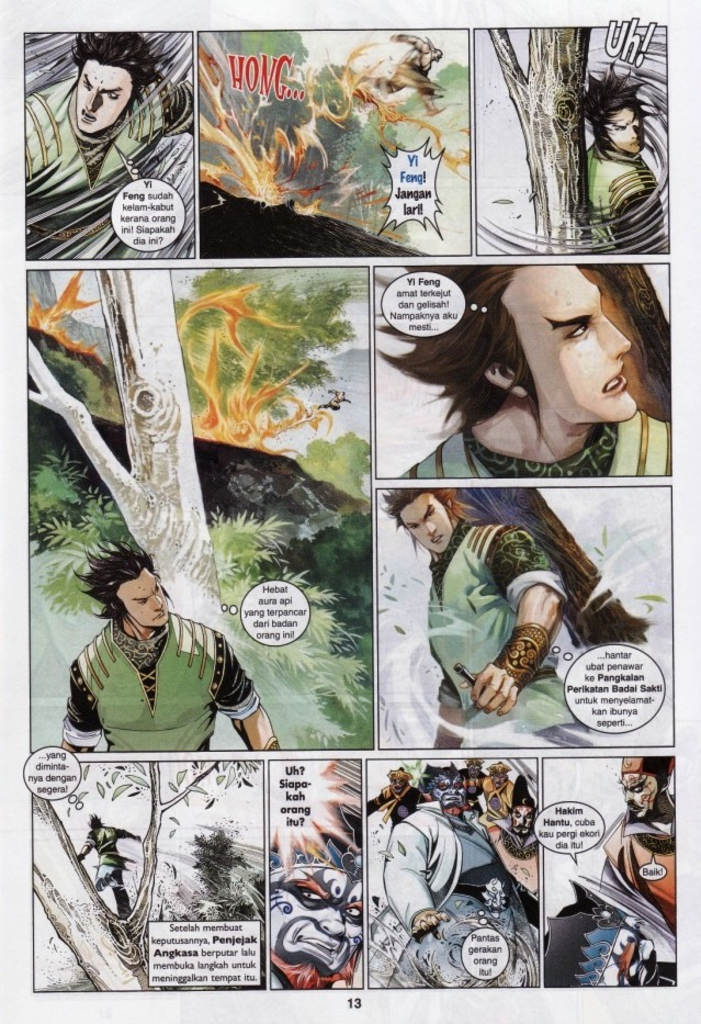 Yi
Feng sudah
kelam-kabut
kerana orang
ini! Siapakah
dia ini?
HONG...
Yi
Feng!
Jangan
lari!
Uh!
Hebat
aura api
yang terpancar
dari badan
orang ini!
Yi Feng
amat terkejut
dan gelisah!
Nampaknya aku
mesti...
...hantar
ubat penawar
ke Pangkalan
Perikatan Badai Sakti
untuk menyelamat-
kan ibunya
seperti...
...yang
diminta-
nya dengan
segera!
Setelah membuat
keputusannya, Penjejak
Angkasa berputar lalu
membuka langkah untuk
meninggalkan tempat itu.
Uh?
Siapa-
kah
orang
itu?
Pantas
gerakan
orang
itu!
Hakim
Hantu, cuba
kau pergi ekori
dia itu!
Baik!
13